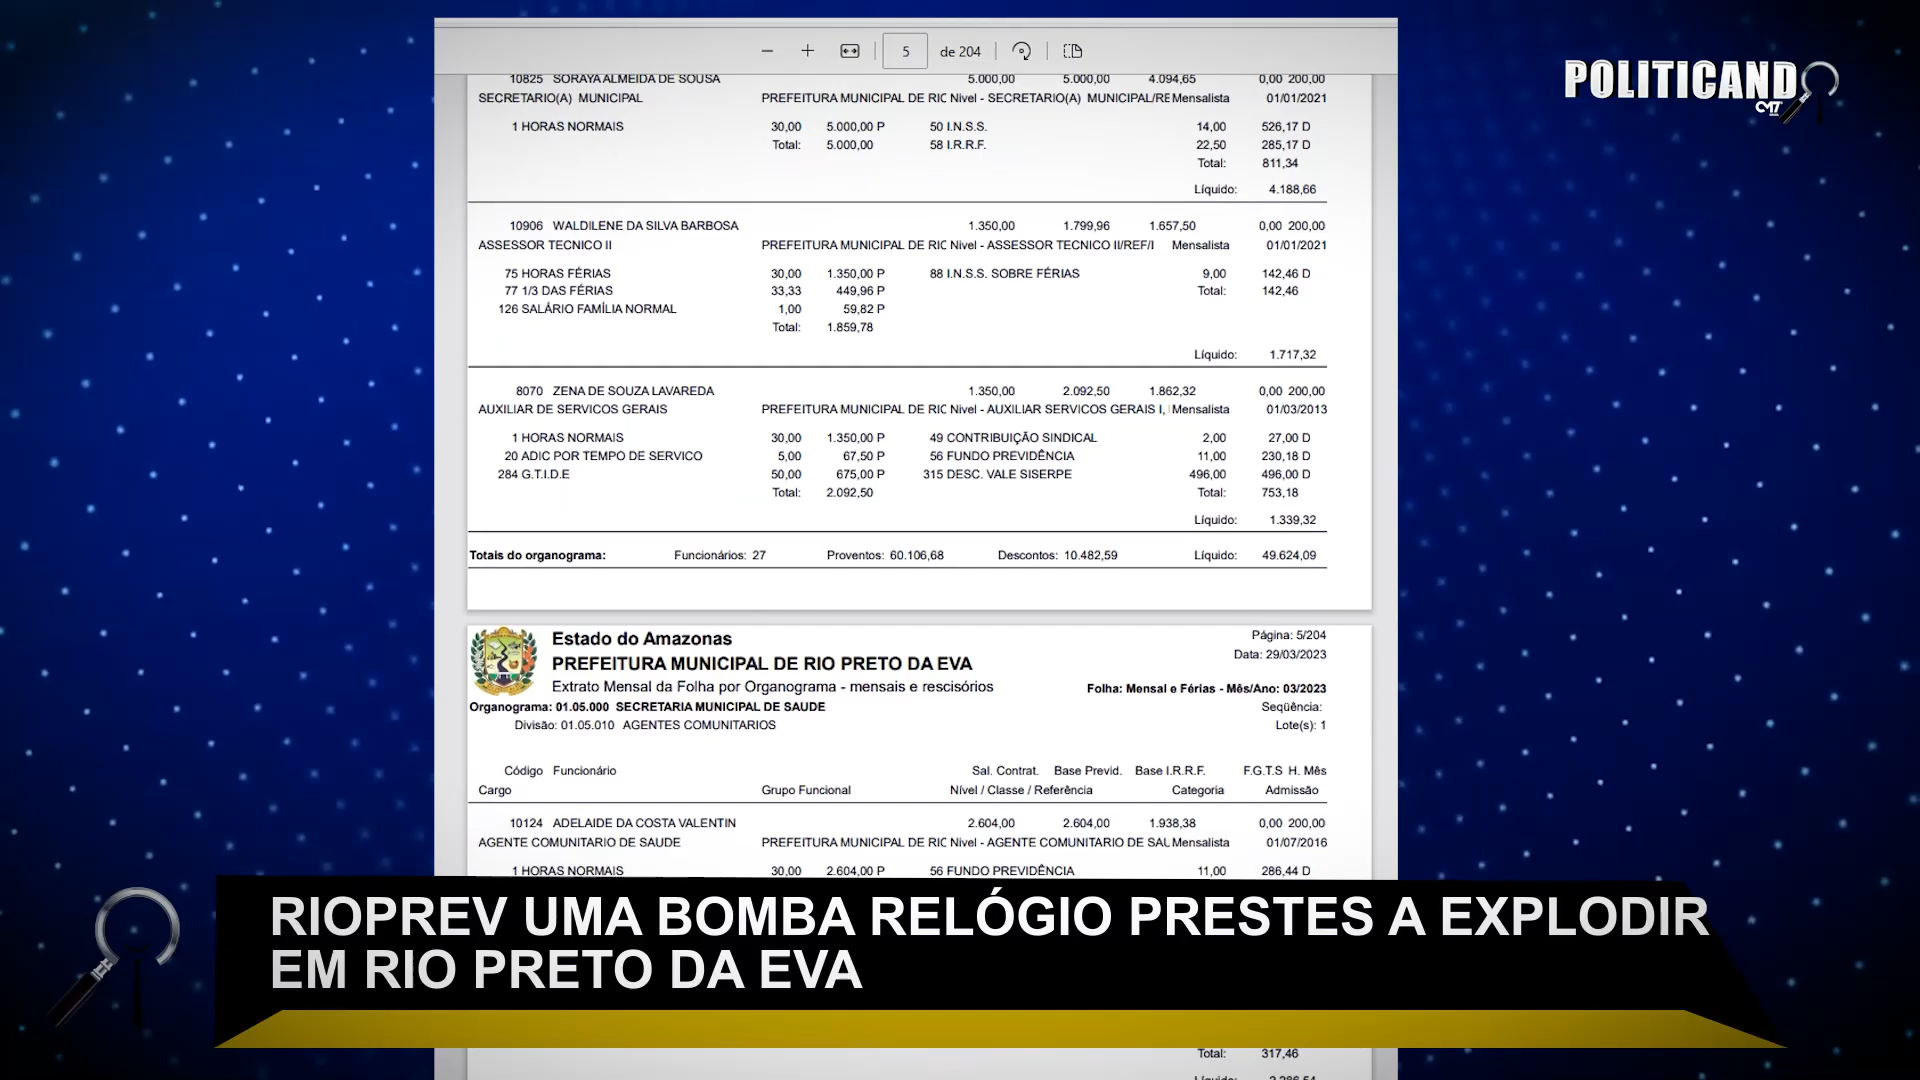 5 de 204
POLITICANDO
CM7
10825 SORAYA ALMEIDA DE SOUSA 5.000,00 5.000,00 4.094,65 0,00 200,00
SECRETARIO(A) MUNICIPAL PREFEITURA MUNICIPAL DE RIC Nivel - SECRETARIO(A) MUNICIPAL/RE Mensalista 01/01/2021
1 HORAS NORMAIS 30,00 5.000,00 P 50 I.N.S.S. 14,00 526,17 D
Total: 5.000,00 58 I.R.R.F. 22,50 285,17 D
Total: 811,34
Líquido: 4.188,66
10906 WALDILENE DA SILVA BARBOSA 1.350,00 1.799,96 1.657,50 0,00 200,00
ASSESSOR TECNICO II PREFEITURA MUNICIPAL DE RIC Nivel - ASSESSOR TECNICO II/REF/I Mensalista 01/01/2021
75 HORAS FÉRIAS 30,00 1.350,00 P 88 I.N.S.S. SOBRE FÉRIAS 9,00 142,46 D
77 1/3 DAS FÉRIAS 33,33 449,96 P Total: 142,46
126 SALÁRIO FAMÍLIA NORMAL 1,00 59,82 P
Total: 1.859,78
Líquido: 1.717,32
8070 ZENA DE SOUZA LAVAREDA 1.350,00 2.092,50 1.862,32 0,00 200,00
AUXILIAR DE SERVICOS GERAIS PREFEITURA MUNICIPAL DE RIC Nivel - AUXILIAR SERVICOS GERAIS I, Mensalista 01/03/2013
1 HORAS NORMAIS 30,00 1.350,00 P 49 CONTRIBUIÇÃO SINDICAL 2,00 27,00 D
20 ADIC POR TEMPO DE SERVICO 5,00 67,50 P 56 FUNDO PREVIDÊNCIA 11,00 230,18 D
284 G.T.I.D.E 50,00 675,00 P 315 DESC. VALE SISERPE 496,00 496,00 D
Total: 2.092,50 Total: 753,18
Líquido: 1.339,32
Totais do organograma: Funcionários: 27 Proventos: 60.106,68 Descontos: 10.482,59 Líquido: 49.624,09
Estado do Amazonas Página: 5/204
PREFEITURA MUNICIPAL DE RIO PRETO DA EVA Data: 29/03/2023
Extrato Mensal da Folha por Organograma - mensais e rescisórios Folha: Mensal e Férias - Mês/Ano: 03/2023
Organograma: 01.05.000 SECRETARIA MUNICIPAL DE SAUDE Seqüência:
Divisão: 01.05.010 AGENTES COMUNITARIOS Lote(s): 1
Código Funcionário Sal. Contrat. Base Previd. Base I.R.R.F. F.G.T.S H. Mês
Cargo Grupo Funcional Nível / Classe / Referência Categoria Admissão
10124 ADELAIDE DA COSTA VALENTIN 2.604,00 2.604,00 1.938,38 0,00 200,00
AGENTE COMUNITARIO DE SAUDE PREFEITURA MUNICIPAL DE RIC Nivel - AGENTE COMUNITARIO DE SAU Mensalista 01/07/2016
1 HORAS NORMAIS 30,00 2.604,00 P 56 FUNDO PREVIDÊNCIA 11,00 286,44 D
RIOPREV UMA BOMBA RELÓGIO PRESTES A EXPLODIR
EM RIO PRETO DA EVA
Total: 317,46